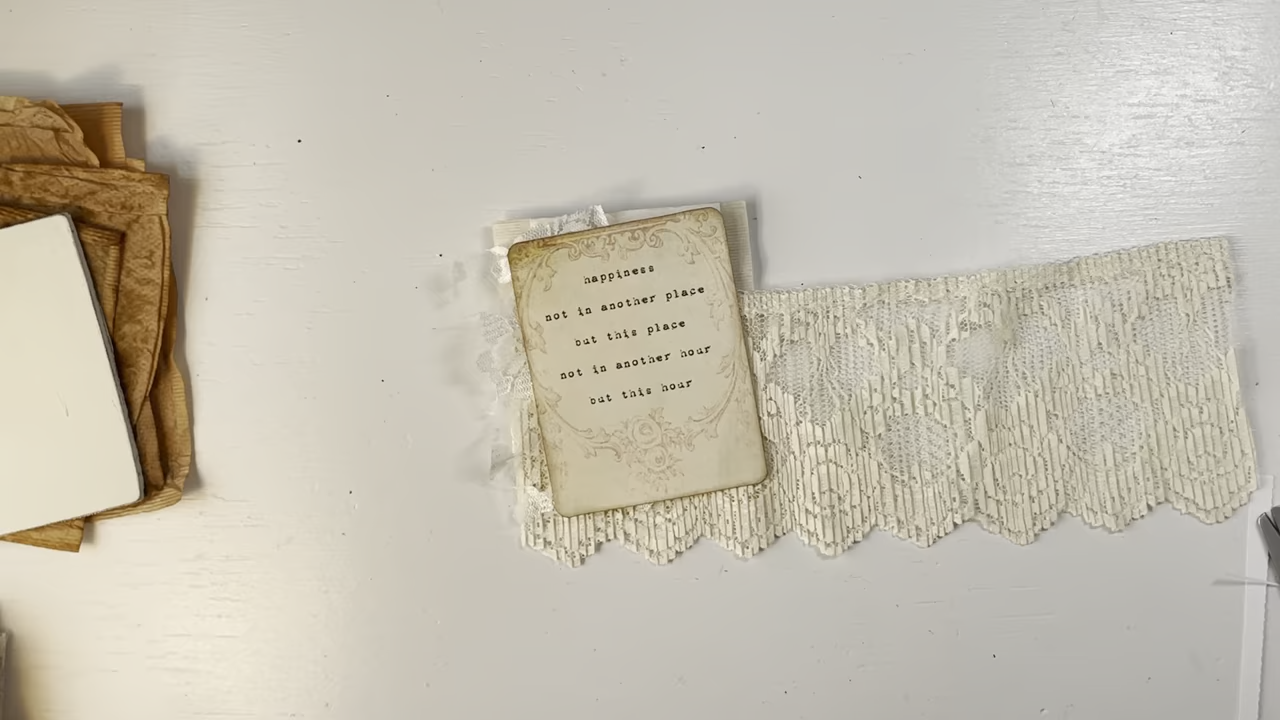 happiness
not in another place
but this place
not in another hour
but this hour